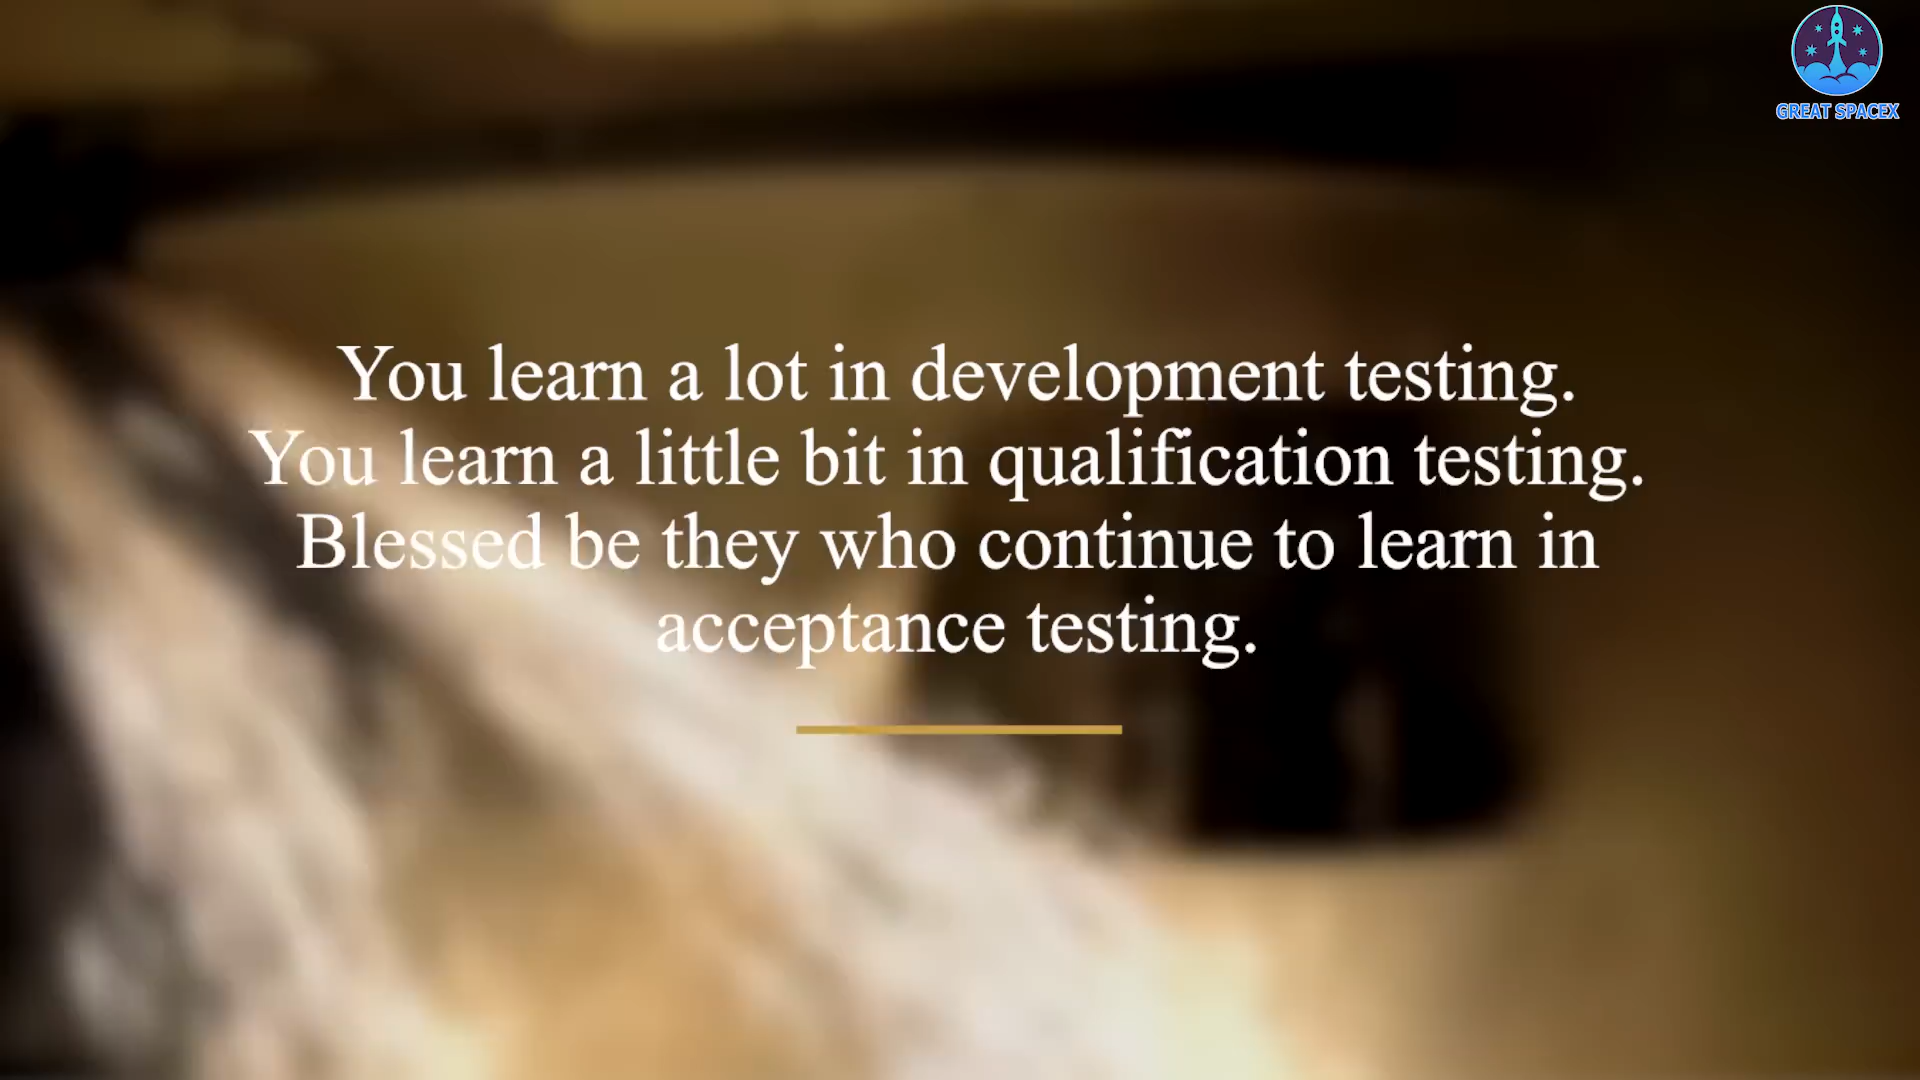 GREAT SPACEX
You learn a lot in development testing.
You learn a little bit in qualification testing.
Blessed be they who continue to learn in
acceptance testing.